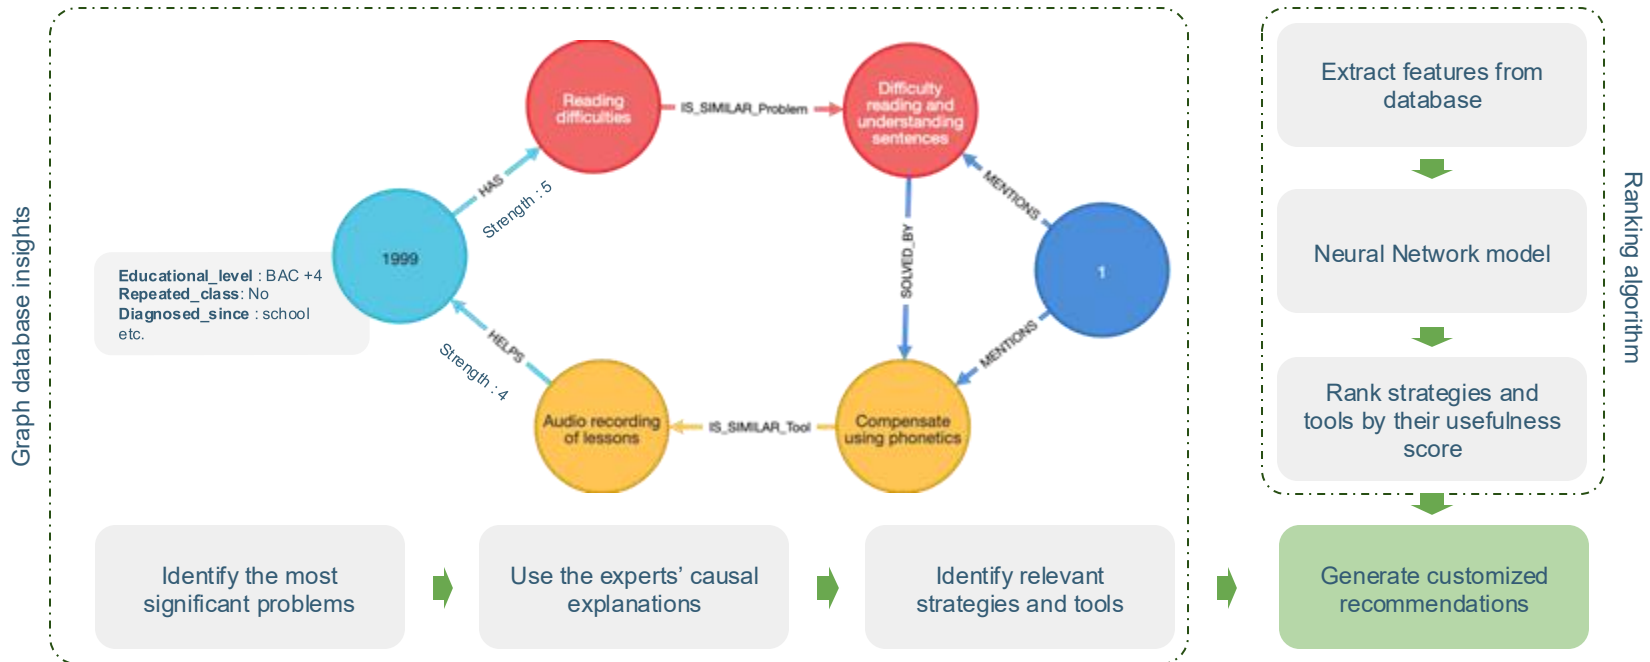 Graph database insights
Reading
difficulties
IS_SIMILAR_Problem
Difficulty
reading and
understanding
sentences
HAS
Strength : 5
MENTIONS
1999
Educational_level : BAC +4
Repeated_class: No
Diagnosed_since : school
etc.
SOLVED_BY
1
HELPS
Strength : 4
MENTIONS
Audio recording
of lessons
IS_SIMILAR_Tool
Compensate
using phonetics
Identify the most
significant problems
Use the experts’ causal
explanations
Identify relevant
strategies and tools
Extract features from
database
Neural Network model
Rank strategies and
tools by their usefulness
score
Ranking algorithm
Generate customized
recommendations